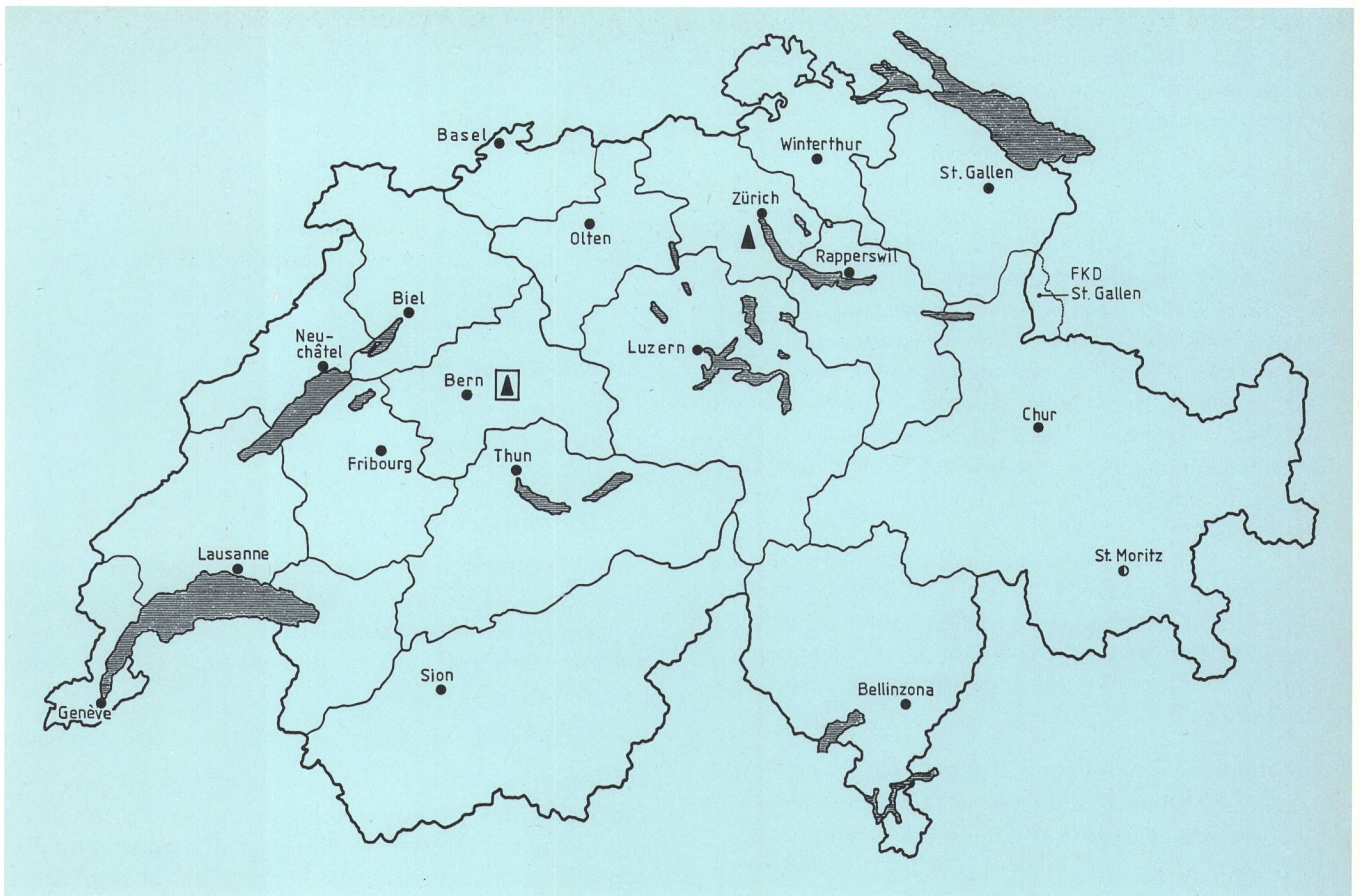 Basel
Winterthur
St. Gallen
Zürich
Olten
Rapperswil
FKD
St. Gallen
Biel
Neu-
châtel
Luzern
Bern
Chur
Fribourg
Thun
Lausanne
St. Moritz
Sion
Bellinzona
Genève